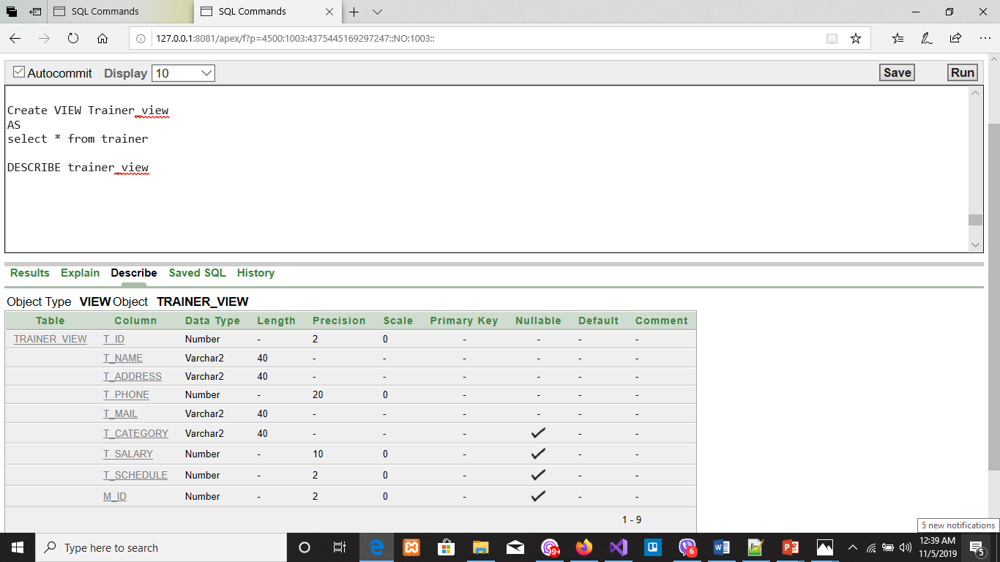 SQL Commands SQL Commands
127.0.0.1:8081/apex/f?p=4500:1003:4375445169297247::NO:1003::
Autocommit Display 10 Save Run
Create VIEW Trainer_view
AS
select * from trainer
DESCRIBE trainer_view
Results Explain Describe Saved SQL History
Object Type VIEW Object TRAINER_VIEW
Table Column Data Type Length Precision Scale Primary Key Nullable Default Comment
TRAINER_VIEW T_ID Number - 2 0 - - - -
T_NAME Varchar2 40 - - - - - -
T_ADDRESS Varchar2 40 - - - - - -
T_PHONE Number - 20 0 - - - -
T_MAIL Varchar2 40 - - - - - -
T_CATEGORY Varchar2 40 - - - ✓ - -
T_SALARY Number - 10 0 - ✓ - -
T_SCHEDULE Number - 2 0 - ✓ - -
M_ID Number - 2 0 - ✓ - -
1 - 9
5 new notifications
Type here to search
99+
6
12:39 AM
11/5/2019
5